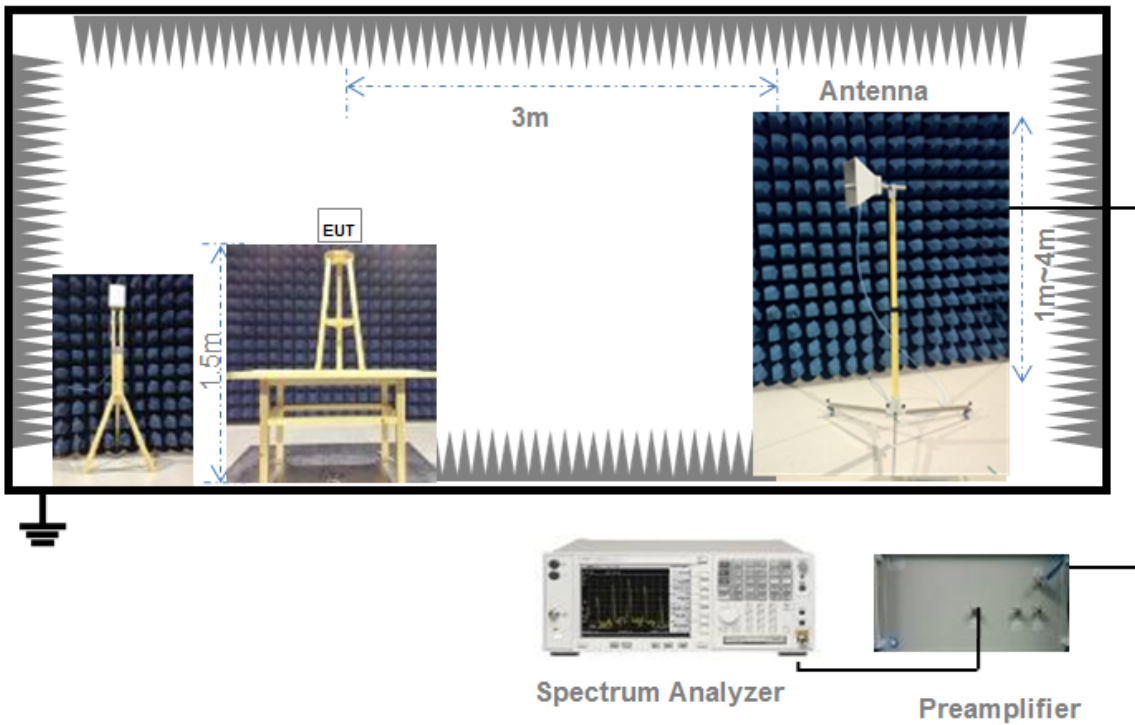 Antenna
3m
EUT
1.5m
1m~4m
Spectrum Analyzer
Preamplifier